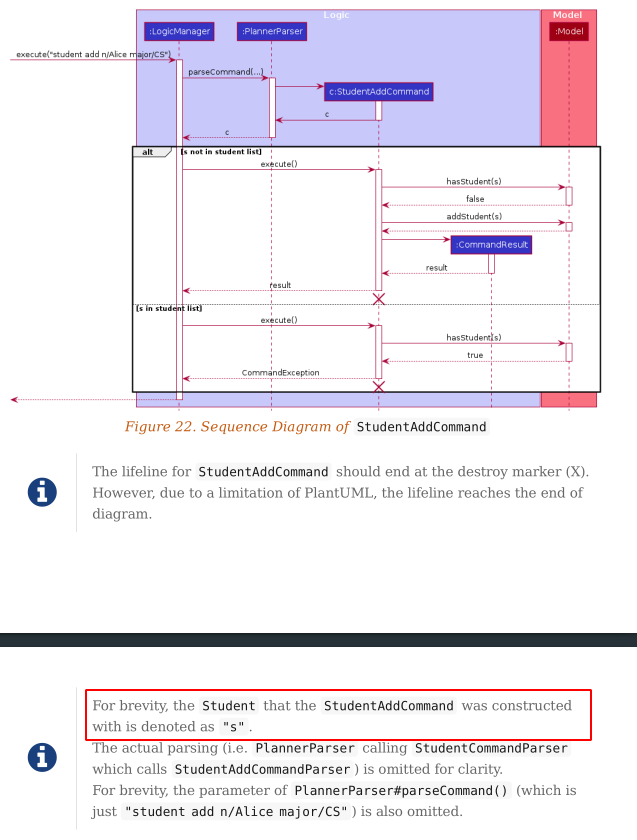 Logic
Model
:LogicManager
:PlannerParser
:Model
execute("student add n/Alice major/CS")
parseCommand(...)
c:StudentAddCommand
c
c
alt
[s not in student list]
execute()
hasStudent(s)
false
addStudent(s)
:CommandResult
result
result
[s in student list]
execute()
hasStudent(s)
true
CommandException
Figure 22. Sequence Diagram of StudentAddCommand
The lifeline for StudentAddCommand should end at the destroy marker (X).
However, due to a limitation of PlantUML, the lifeline reaches the end of
diagram.
For brevity, the Student that the StudentAddCommand was constructed
with is denoted as "s".
The actual parsing (i.e. PlannerParser calling StudentCommandParser
which calls StudentAddCommandParser) is omitted for clarity.
For brevity, the parameter of PlannerParser#parseCommand() (which is
just "student add n/Alice major/CS") is also omitted.